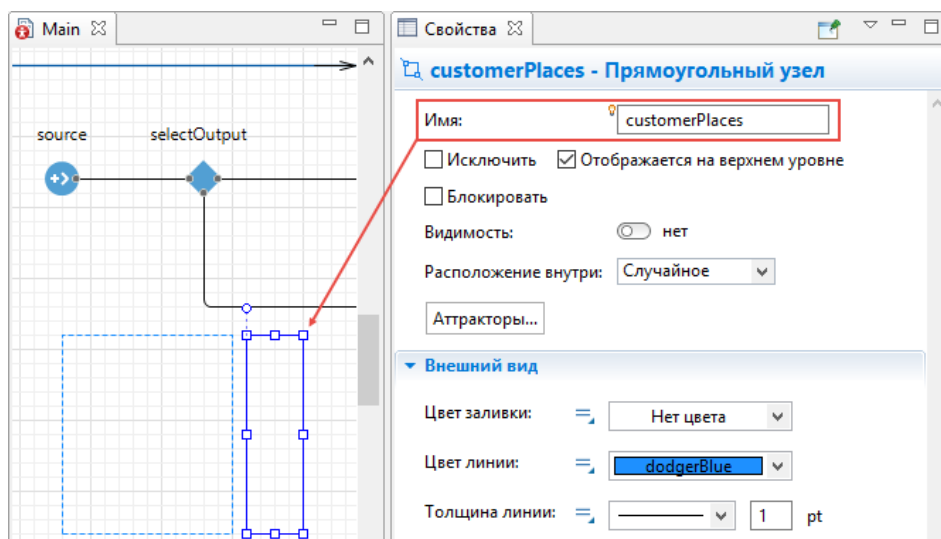 Main
source
selectOutput
Свойства
customerPlaces - Прямоугольный узел
Имя: customerPlaces
Исключить Отображается на верхнем уровне
Блокировать
Видимость: нет
Расположение внутри: Случайное
Аттракторы...
Внешний вид
Цвет заливки: Нет цвета
Цвет линии: dodgerBlue
Толщина линии: 1 pt